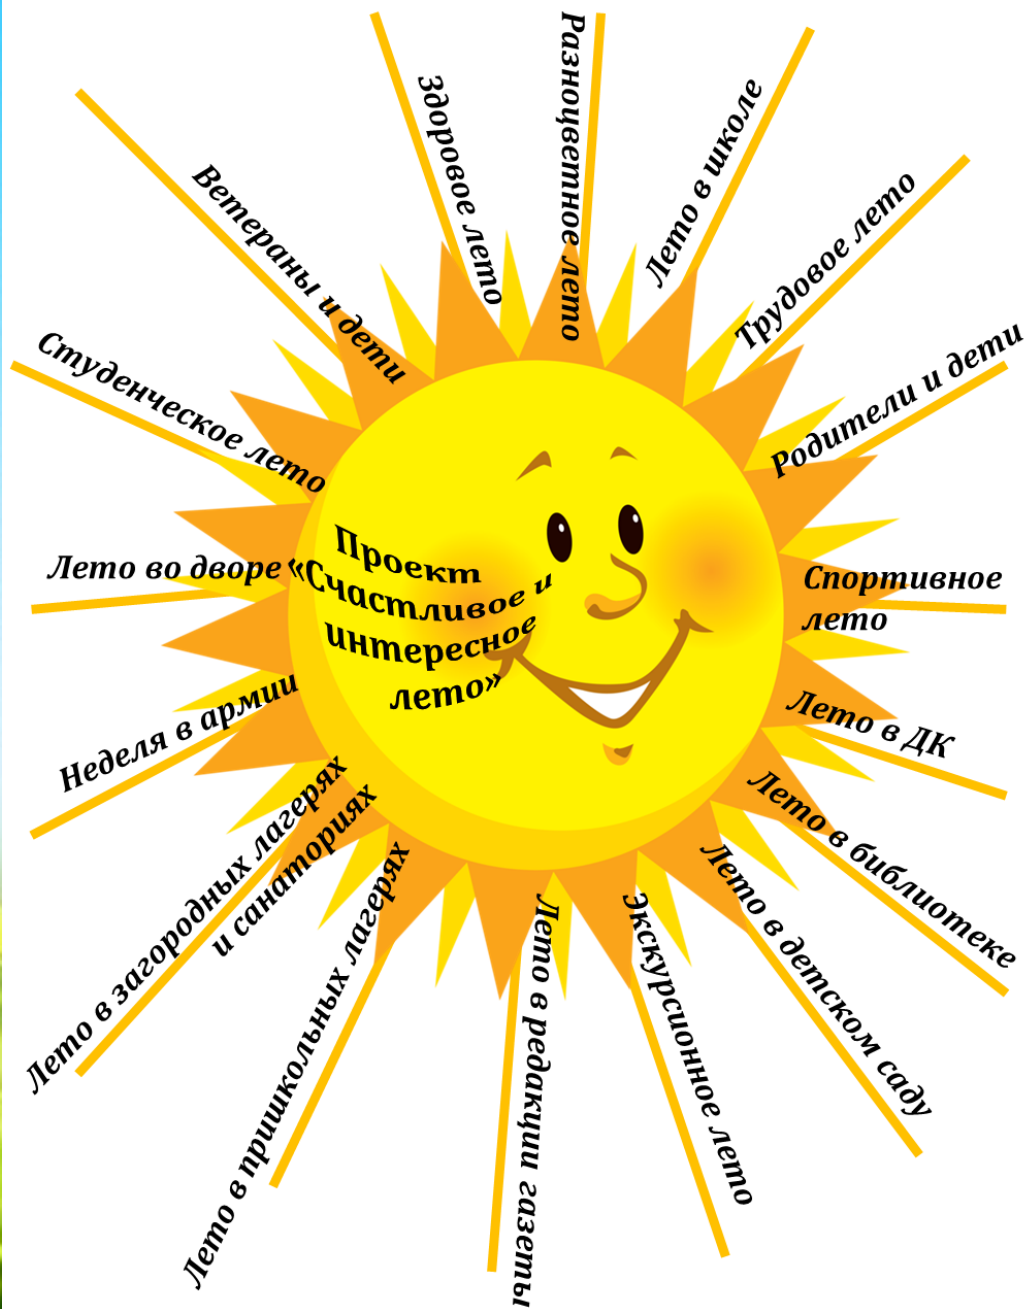 Проект
«Счастливое и
интересное
лето»
Здоровое лето
Разноцветное лето
Лето в школе
Трудовое лето
Родители и дети
Спортивное
лето
Лето в ДК
Лето в библиотеке
Лето в детском саду
Экскурсионное лето
Лето в редакции газеты
Лето в пришкольных лагерях
Лето в загородных лагерях
и санаториях
Неделя в армии
Лето во дворе
Студенческое лето
Ветераны и дети